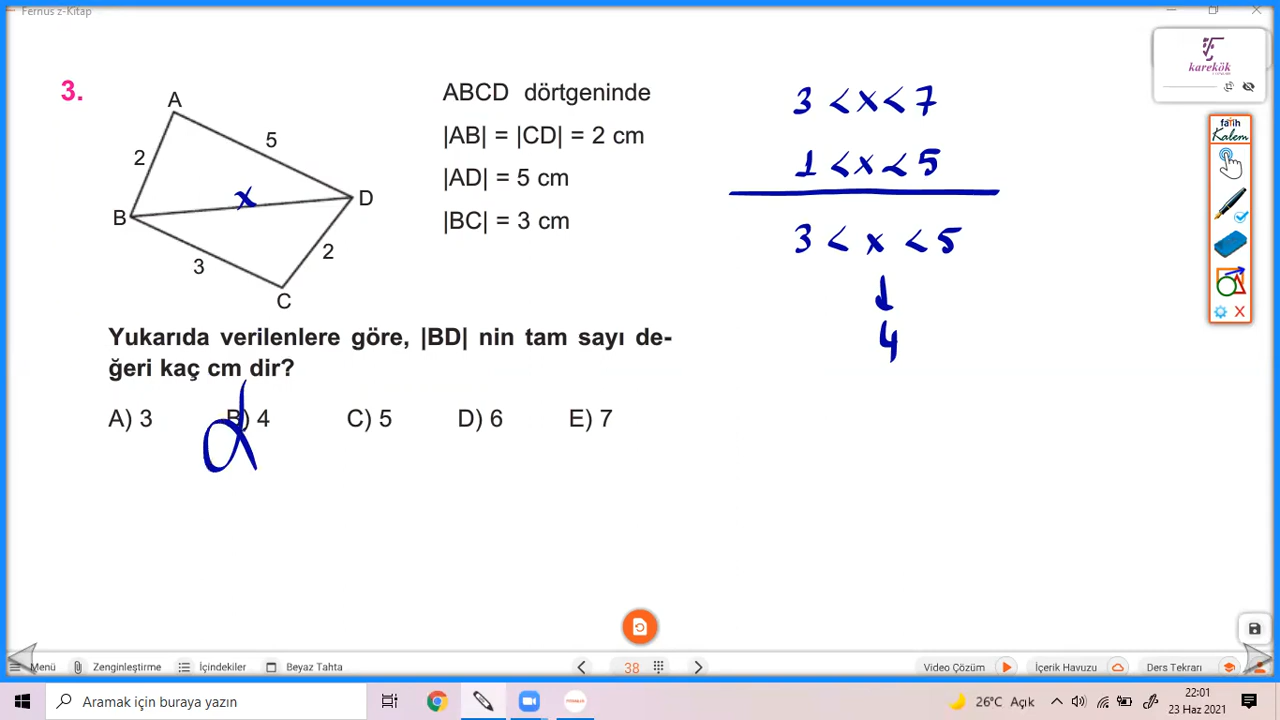 Fernus z-Kitap
karekök
fatih
Kalem
3.
A
2
5
x
B
D
3
2
C
ABCD dörtgeninde
|AB| = |CD| = 2 cm
|AD| = 5 cm
|BC| = 3 cm
3 < x < 7
1 < x < 5
3 < x < 5
4
Yukarıda verilenlere göre, |BD| nin tam sayı de-
ğeri kaç cm dir?
A) 3 B) 4 C) 5 D) 6 E) 7
Menü Zenginleştirme İçindekiler Beyaz Tahta 38 Video Çözüm İçerik Havuzu Ders Tekrarı
Aramak için buraya yazın
26°C Açık
22:01
23 Haz 2021